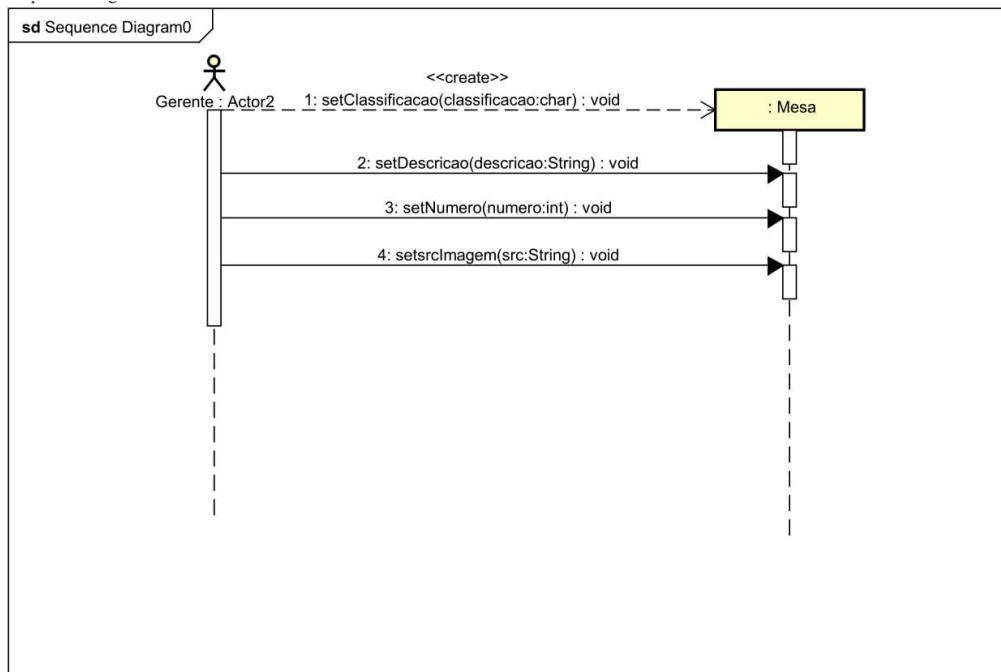 sd Sequence Diagram0
<<create>>
Gerente : Actor2
1: setClassificacao(classificacao:char) : void
: Mesa
2: setDescricao(descricao:String) : void
3: setNumero(numero:int) : void
4: setsrcImagem(src:String) : void